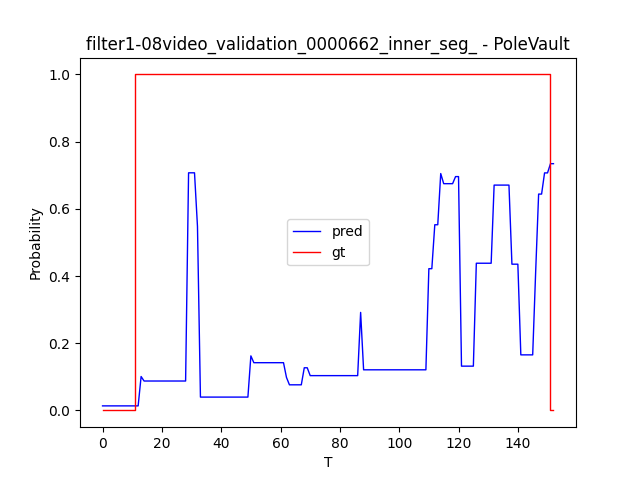 filter1-08video_validation_0000662_inner_seg_ - PoleVault
1.0
0.8
0.6
0.4
0.2
0.0
Probability
pred
gt
0 20 40 60 80 100 120 140
T